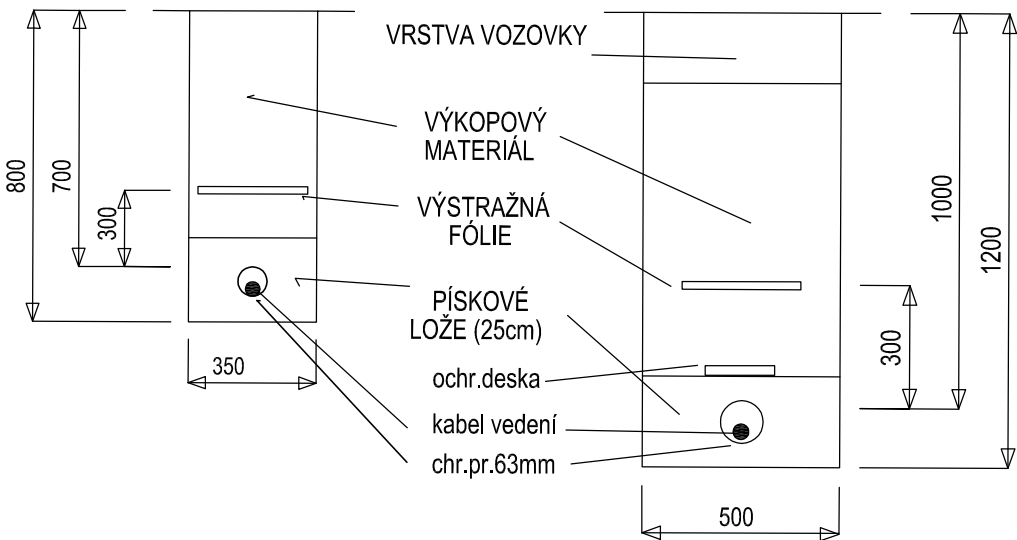 VRSTVA VOZOVKY
VÝKOPOVÝ
MATERIÁL
VÝSTRAŽNÁ
FÓLIE
PÍSKOVÉ
LOŽE (25cm)
ochr.deska
kabel vedení
chr.pr.63mm
800
700
300
350
1000
1200
300
500